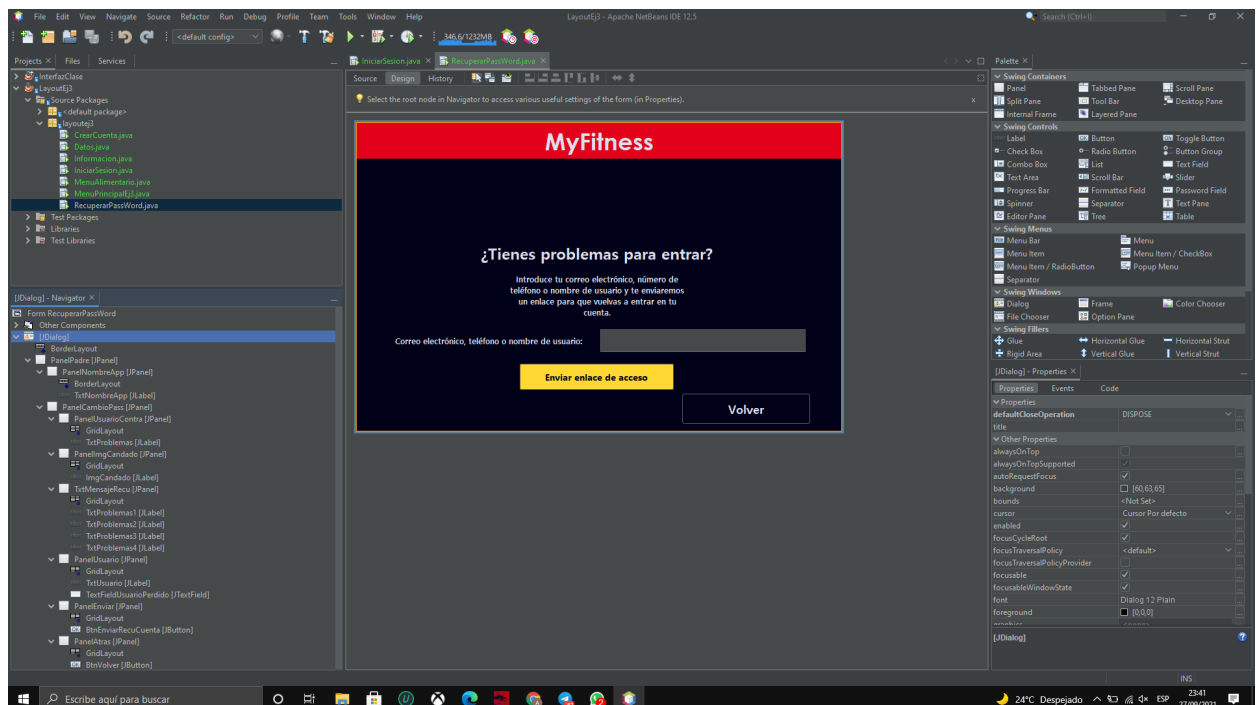 File Edit View Navigate Source Refactor Run Debug Profile Team Tools Window Help LayoutEj3 - Apache NetBeans IDE 12.5 Search (Ctrl+I)
<default config> 346,6/1232MB
Projects Files Services
InterfazClase
LayoutEj3
Source Packages
<default package>
layoutej3
CrearCuenta.java
Datos.java
Informacion.java
IniciarSesion.java
MenuAlimentario.java
MenuPrincipalEj3.java
RecuperarPassWord.java
Test Packages
Libraries
Test Libraries
[JDialog] - Navigator
Form RecuperarPassWord
Other Components
[JDialog]
BorderLayout
PanelPadre [JPanel]
PanelNombreApp [JPanel]
BorderLayout
TxtNombreApp [JLabel]
PanelCambioPass [JPanel]
PanelUsuarioContra [JPanel]
GridLayout
TxtProblemas [JLabel]
PanelImgCandado [JPanel]
GridLayout
ImgCandado [JLabel]
TxtMensajeRecu [JPanel]
GridLayout
TxtProblemas1 [JLabel]
TxtProblemas2 [JLabel]
TxtProblemas3 [JLabel]
TxtProblemas4 [JLabel]
PanelUsuario [JPanel]
GridLayout
TxtUsuario [JLabel]
TextFieldUsuarioPerdido [JTextField]
PanelEnviar [JPanel]
GridLayout
BtnEnviarRecuCuenta [JButton]
PanelAtras [JPanel]
GridLayout
BtnVolver [JButton]
IniciarSesion.java RecuperarPassWord.java
Source Design History
Select the root node in Navigator to access various useful settings of the form (in Properties). x
MyFitness
¿Tienes problemas para entrar?
Introduce tu correo electrónico, número de
teléfono o nombre de usuario y te enviaremos
un enlace para que vuelvas a entrar en tu
cuenta.
Correo electrónico, teléfono o nombre de usuario:
Enviar enlace de acceso
Volver
Palette
Swing Containers
Panel Tabbed Pane Scroll Pane
Split Pane Tool Bar Desktop Pane
Internal Frame Layered Pane
Swing Controls
Label Button Toggle Button
Check Box Radio Button Button Group
Combo Box List Text Field
Text Area Scroll Bar Slider
Progress Bar Formatted Field Password Field
Spinner Separator Text Pane
Editor Pane Tree Table
Swing Menus
Menu Bar Menu
Menu Item Menu Item / CheckBox
Menu Item / RadioButton Popup Menu
Separator
Swing Windows
Dialog Frame Color Chooser
File Chooser Option Pane
Swing Fillers
Glue Horizontal Glue Horizontal Strut
Rigid Area Vertical Glue Vertical Strut
[JDialog] - Properties
Properties Events Code
Properties
defaultCloseOperation DISPOSE
title
Other Properties
alwaysOnTop
alwaysOnTopSupported
autoRequestFocus
background [60,63,65]
bounds <Not Set>
cursor Cursor Por defecto
enabled
focusCycleRoot
focusTraversalPolicy <default>
focusTraversalPolicyProvider
focusable
focusableWindowState
font Dialog 12 Plain
foreground [0,0,0]
[JDialog]
INS
Escribe aquí para buscar
24°C Despejado ESP 23:41
27/09/2021